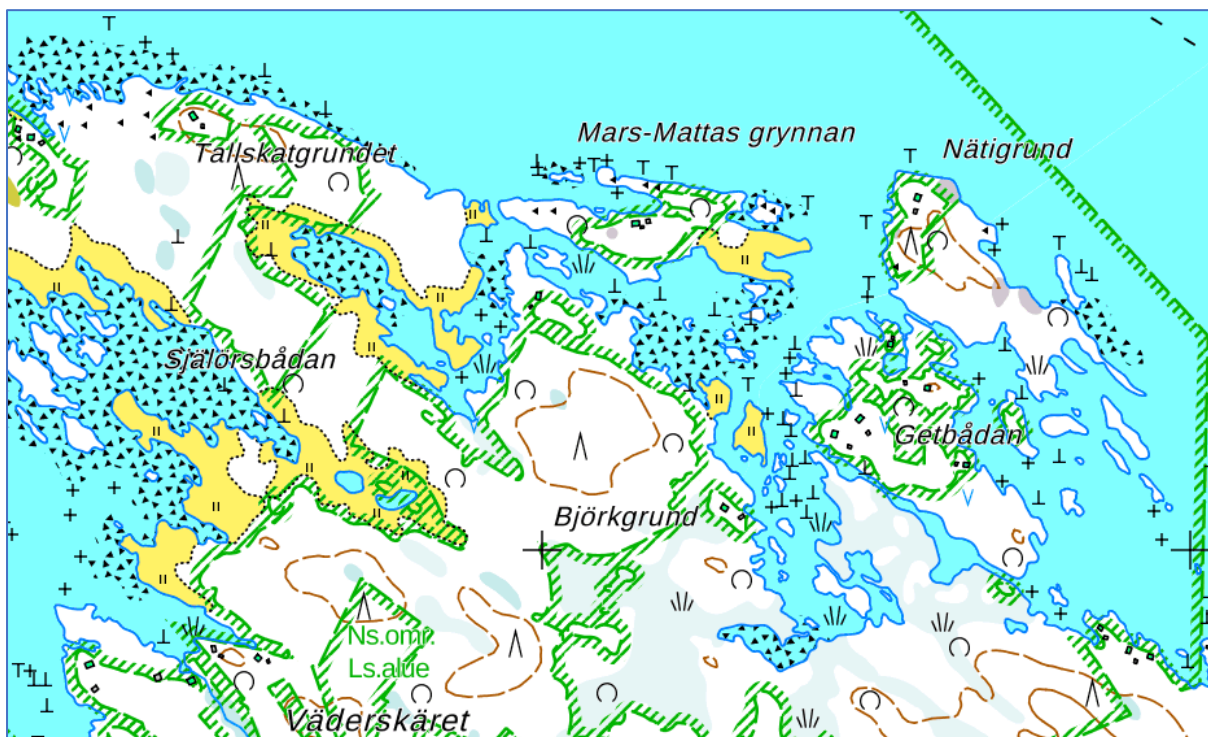 Mars-Mattas grynnan
Nätigrund
Tallskatgrundet
Själörsbådan
Getbådan
Björkgrund
Ns.omr.
Ls.alue
Väderskäret